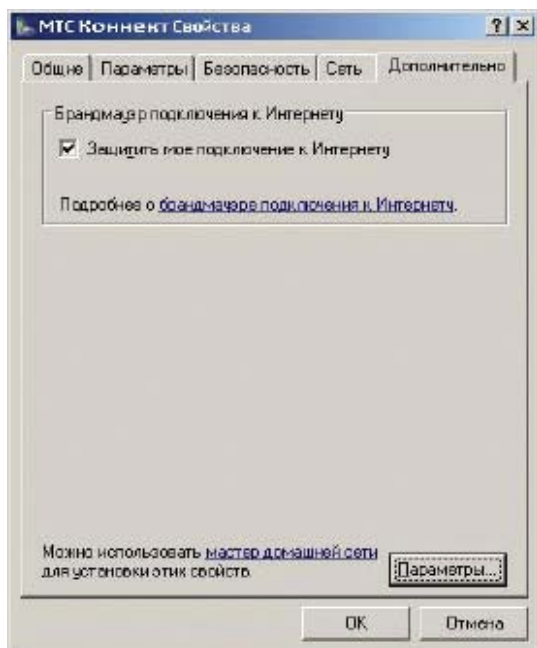 МТС Коннект Свойства
Общие Параметры Безопасность Сеть Дополнительно
Брандмауэр подключения к Интернету
Защитить мое подключение к Интернету
Подробнее о брандмауэре подключения к Интернету.
Можно использовать мастер домашней сети
для установки этих свойств.
Параметры...
ОК Отмена